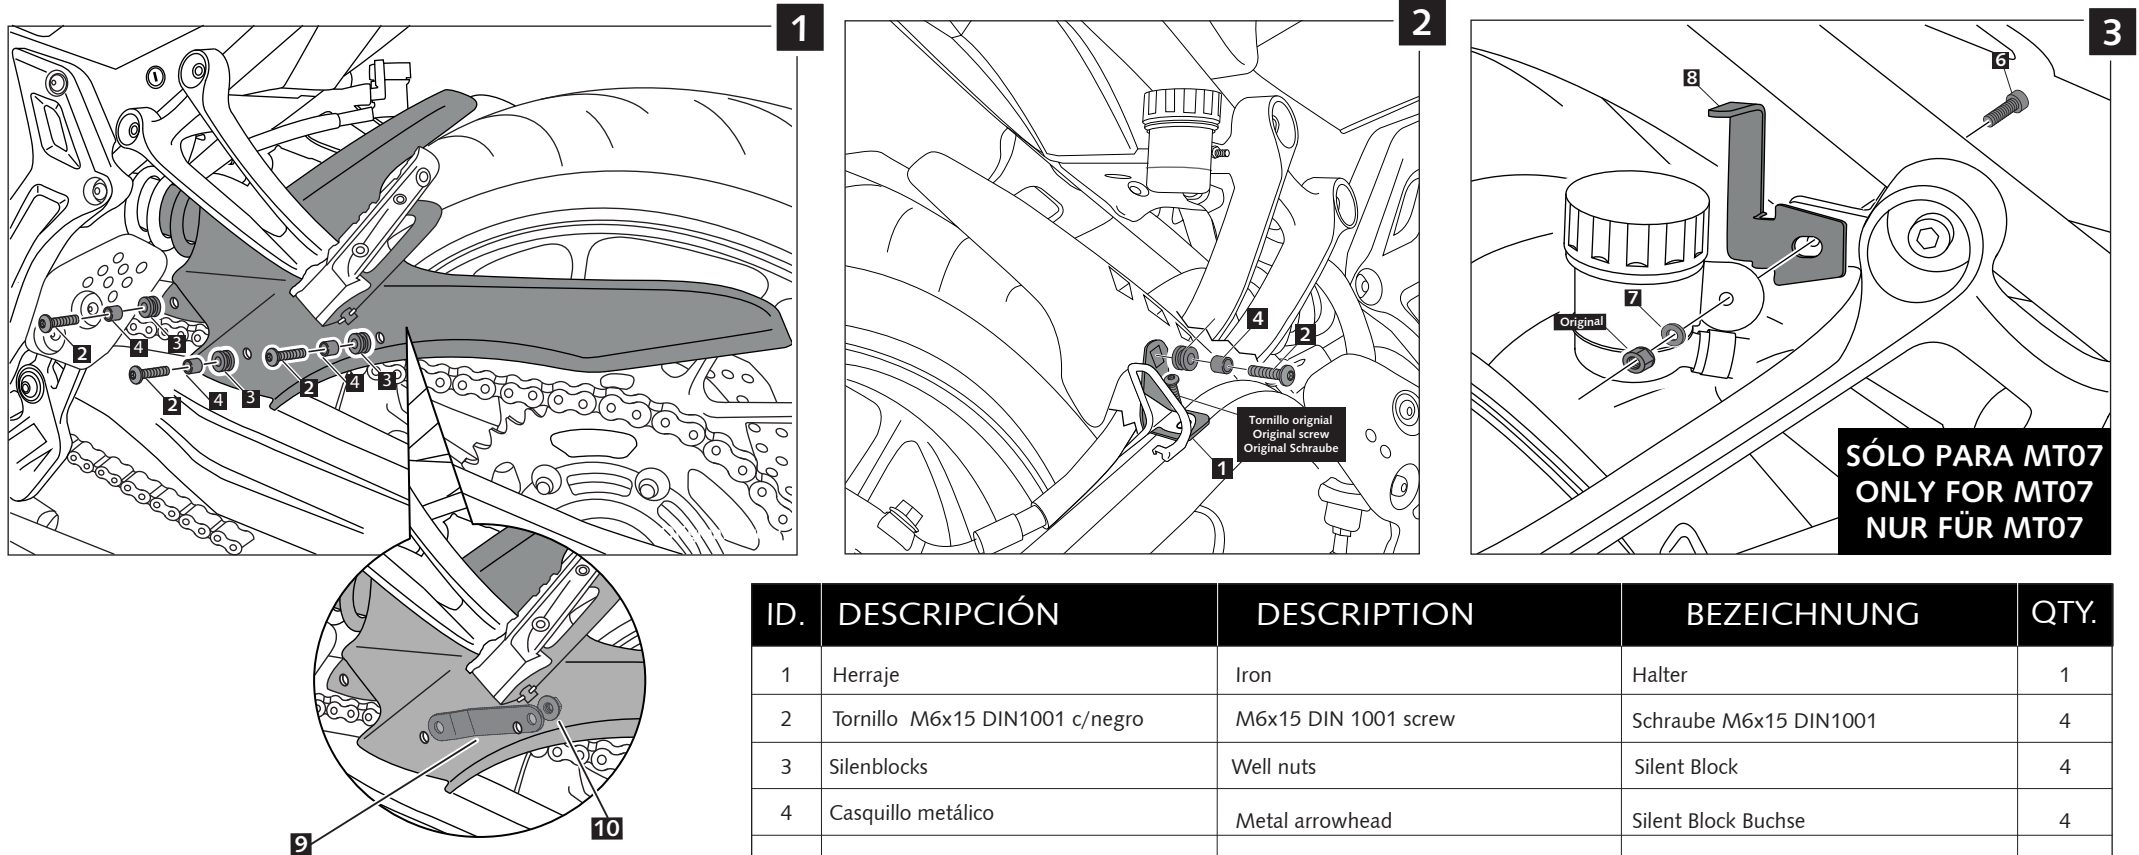 1
2
4
3
2
4
3
2
4
3
9
10
2
4
2
Tornillo orignial
Original screw
Original Schraube
1
3
6
8
7
Original
SÓLO PARA MT07
ONLY FOR MT07
NUR FÜR MT07
ID. DESCRIPCIÓN DESCRIPTION BEZEICHNUNG QTY.
1 Herraje Iron Halter 1
2 Tornillo M6x15 DIN1001 c/negro M6x15 DIN 1001 screw Schraube M6x15 DIN1001 4
3 Silenblocks Well nuts Silent Block 4
4 Casquillo metálico Metal arrowhead Silent Block Buchse 4